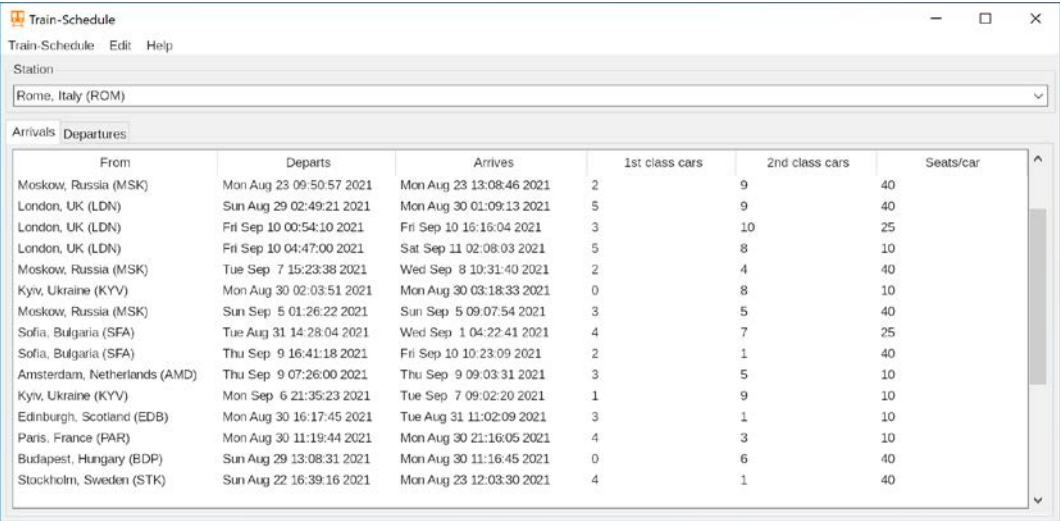 Train-Schedule
Train-Schedule Edit Help
Station
Rome, Italy (ROM)
Arrivals Departures
From Departs Arrives 1st class cars 2nd class cars Seats/car
Moskow, Russia (MSK) Mon Aug 23 09:50:57 2021 Mon Aug 23 13:08:46 2021 2 9 40
London, UK (LDN) Sun Aug 29 02:49:21 2021 Mon Aug 30 01:09:13 2021 5 9 40
London, UK (LDN) Fri Sep 10 00:54:10 2021 Fri Sep 10 16:16:04 2021 3 10 25
London, UK (LDN) Fri Sep 10 04:47:00 2021 Sat Sep 11 02:08:03 2021 5 8 10
Moskow, Russia (MSK) Tue Sep 7 15:23:38 2021 Wed Sep 8 10:31:40 2021 2 4 40
Kyiv, Ukraine (KYV) Mon Aug 30 02:03:51 2021 Mon Aug 30 03:18:33 2021 0 8 10
Moskow, Russia (MSK) Sun Sep 5 01:26:22 2021 Sun Sep 5 09:07:54 2021 3 5 40
Sofia, Bulgaria (SFA) Tue Aug 31 14:28:04 2021 Wed Sep 1 04:22:41 2021 4 7 25
Sofia, Bulgaria (SFA) Thu Sep 9 16:41:18 2021 Fri Sep 10 10:23:09 2021 2 1 40
Amsterdam, Netherlands (AMD) Thu Sep 9 07:26:00 2021 Thu Sep 9 09:03:31 2021 3 5 10
Kyiv, Ukraine (KYV) Mon Sep 6 21:35:23 2021 Tue Sep 7 09:02:20 2021 1 9 10
Edinburgh, Scotland (EDB) Mon Aug 30 16:17:45 2021 Tue Aug 31 11:02:09 2021 3 1 10
Paris, France (PAR) Mon Aug 30 11:19:44 2021 Mon Aug 30 21:16:05 2021 4 3 10
Budapest, Hungary (BDP) Sun Aug 29 13:08:31 2021 Mon Aug 30 11:16:45 2021 0 6 40
Stockholm, Sweden (STK) Sun Aug 22 16:39:16 2021 Mon Aug 23 12:03:30 2021 4 1 40